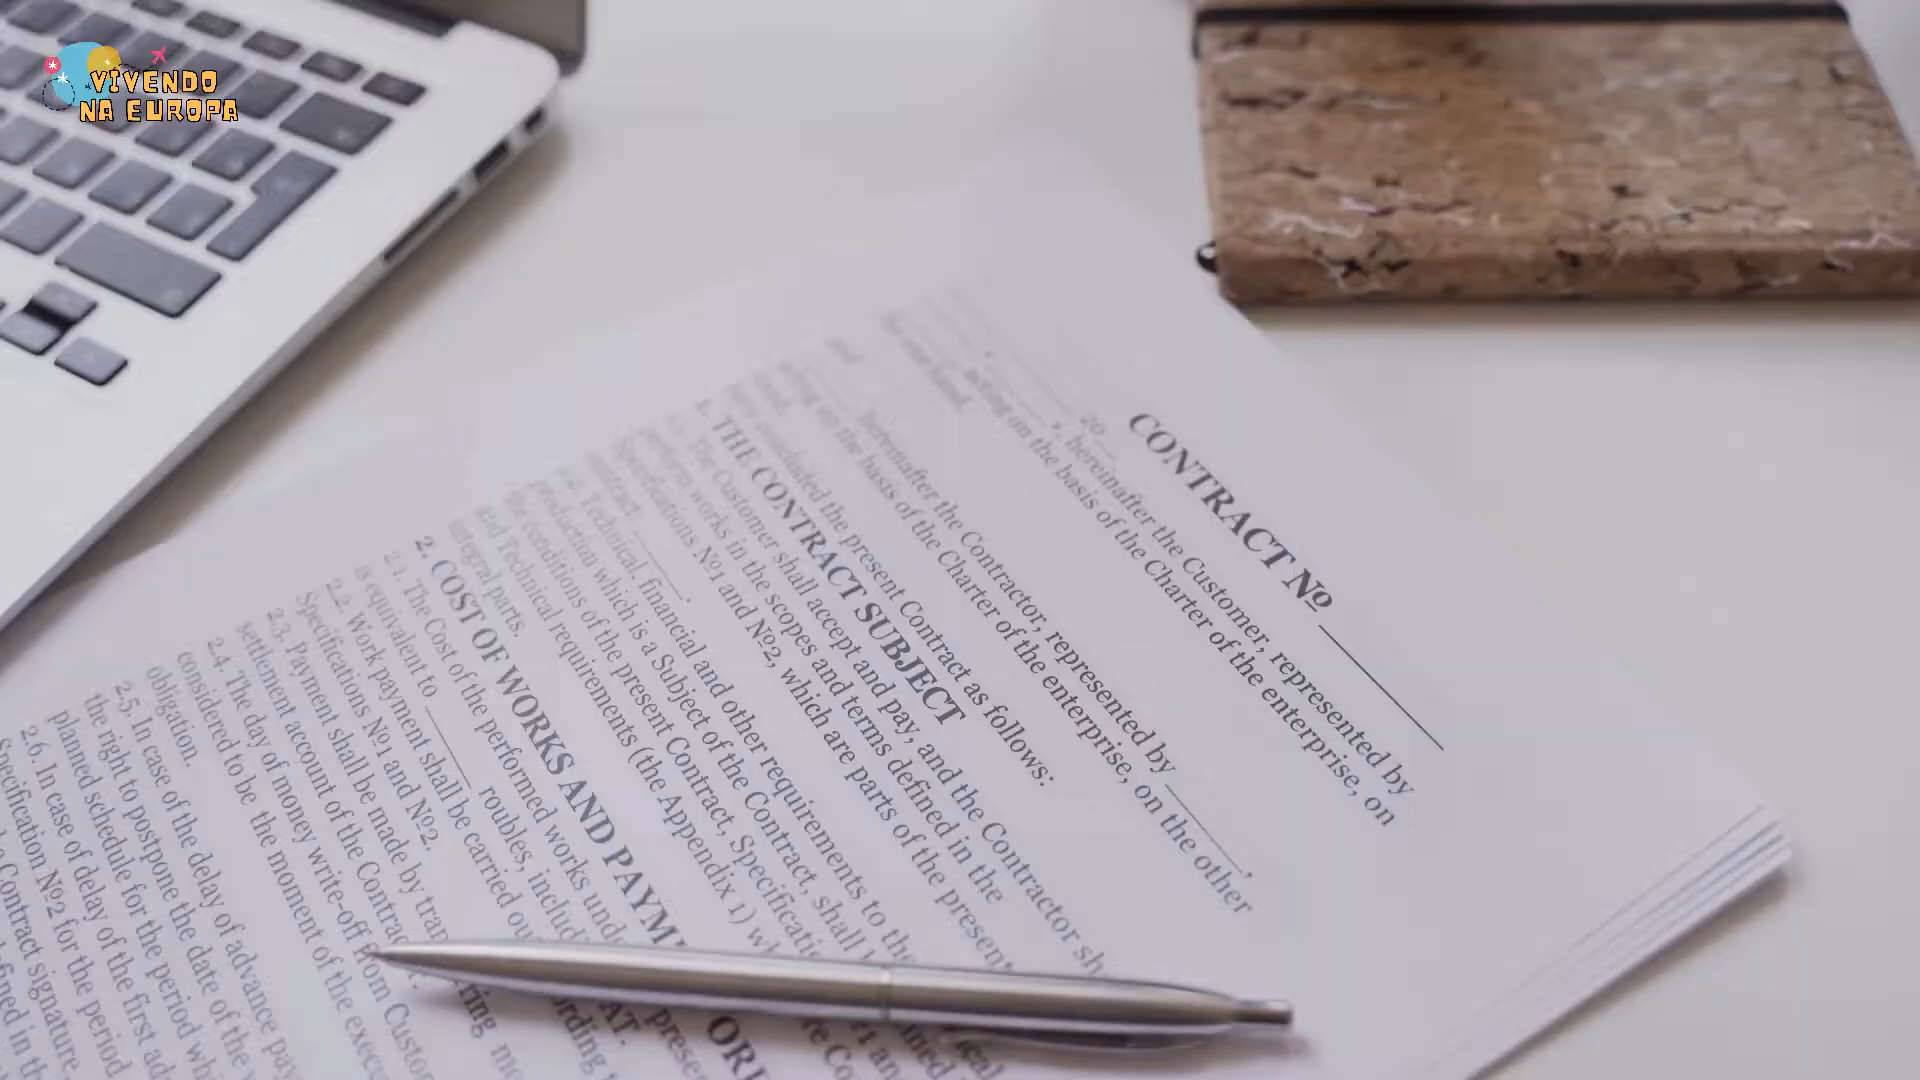 VIVENDO
NA EUROPA
CONTRACT №
20
hereinafter the Customer, represented by
acting on the basis of the Charter of the enterprise, on
and
hereinafter the Contractor, represented by
acting on the basis of the Charter of the enterprise, on the other
concluded the present Contract as follows:
1. THE CONTRACT SUBJECT
1.1. The Customer shall accept and pay, and the Contractor sh
perform works in the scopes and terms defined in the
Specifications №1 and №2, which are parts of the present
contract.
1.2. Technical, financial and other requirements to the
production which is a Subject of the Contract, shall
the conditions of the present Contract, Specificatio
and Technical requirements (the Appendix 1) wh
integral parts.
2. COST OF WORKS AND PAYM
2.1. The Cost of the performed works unde
is equivalent to roubles, includ
2.2. Work payment shall be carried ou
Specifications №1 and №2.
2.3. Payment shall be made by tran
settlement account of the Contrac
2.4. The day of money write-off from Custo
considered to be the moment of the execu
obligation.
2.5. In case of the delay of advance pay
the right to postpone the date of the
planned schedule for the period whi
2.6. In case of delay of the first ad
Specification №2 for the period
Contract signature,